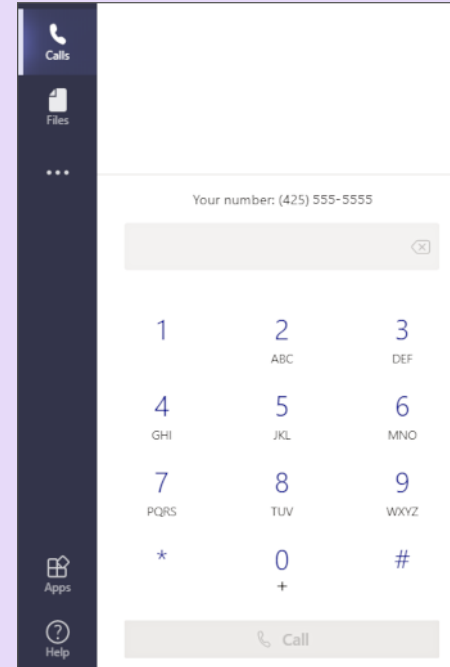 Calls
Files
Your number: (425) 555-5555
1 2 3
ABC DEF
4 5 6
GHI JKL MNO
7 8 9
PQRS TUV WXYZ
* 0 #
+
Apps
Call
Help